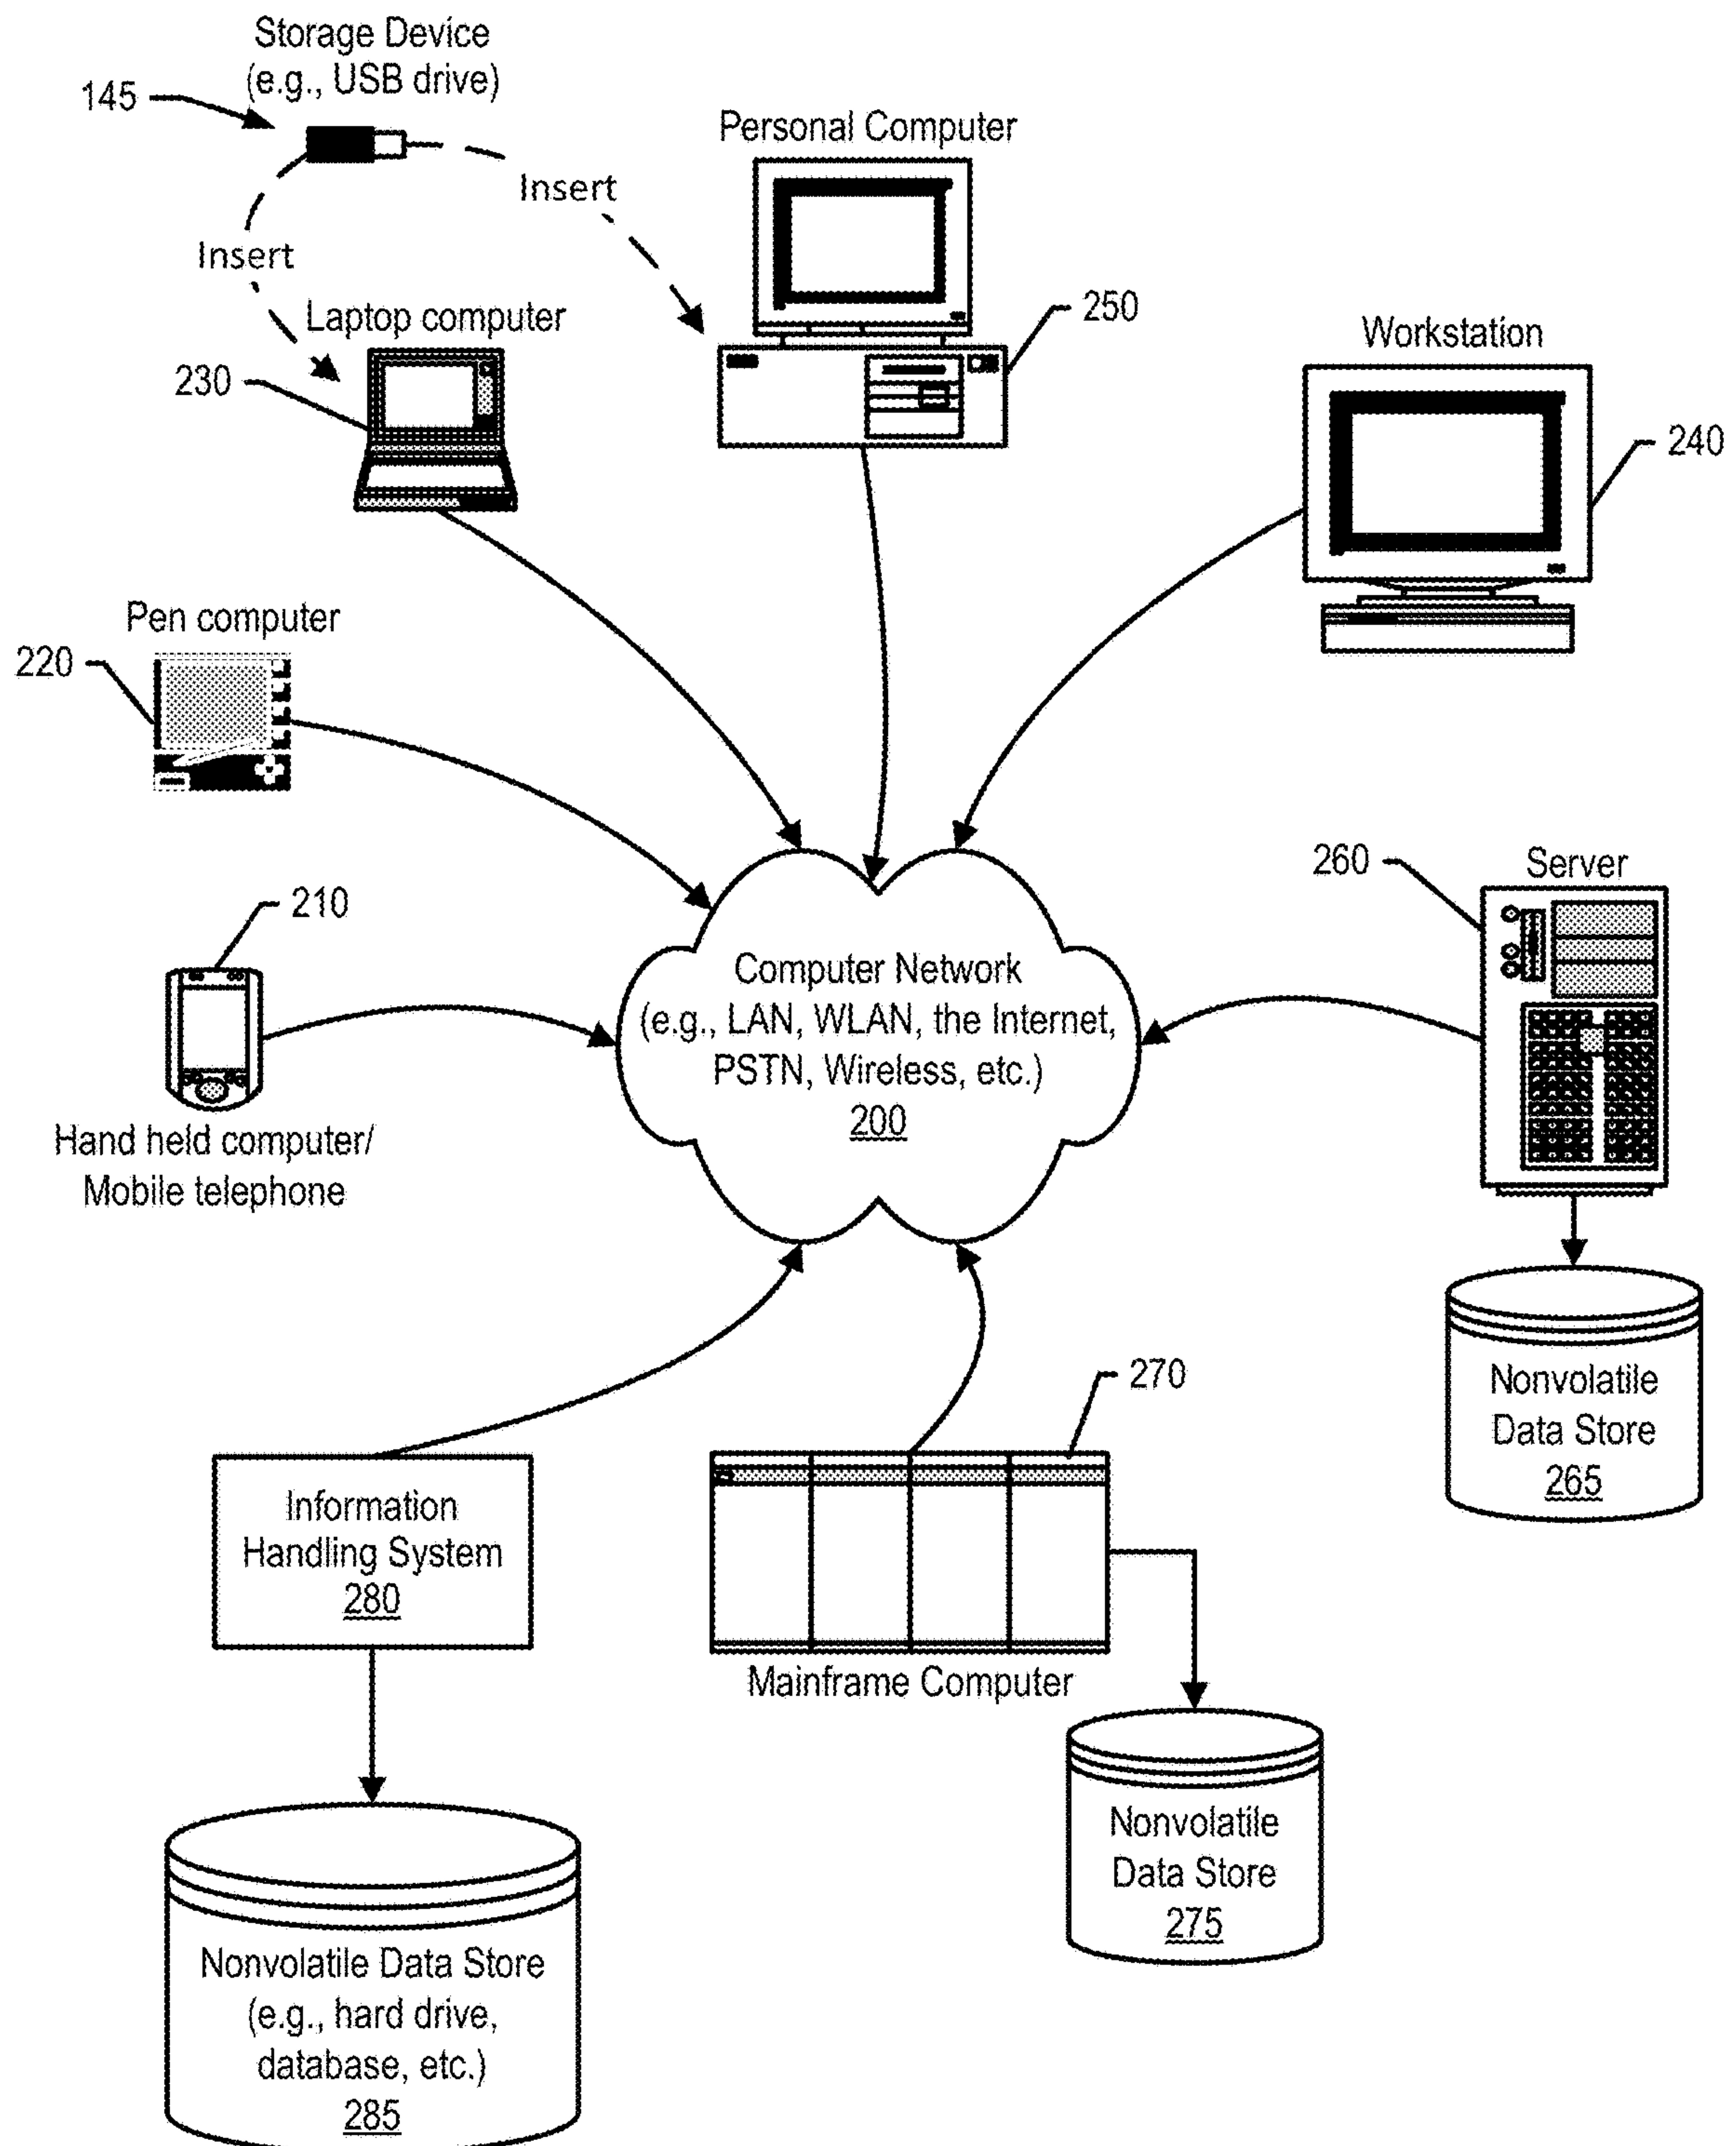 Storage Device
(e.g., USB drive)
145
Personal Computer
Insert
Insert
Laptop computer
250
Workstation
230
240
Pen computer
220
260
Server
210
Computer Network
(e.g., LAN, WLAN, the Internet,
PSTN, Wireless, etc.)
200
Hand held computer/
Mobile telephone
270
Nonvolatile
Data Store
265
Information
Handling System
280
Mainframe Computer
Nonvolatile
Data Store
275
Nonvolatile Data Store
(e.g., hard drive,
database, etc.)
285